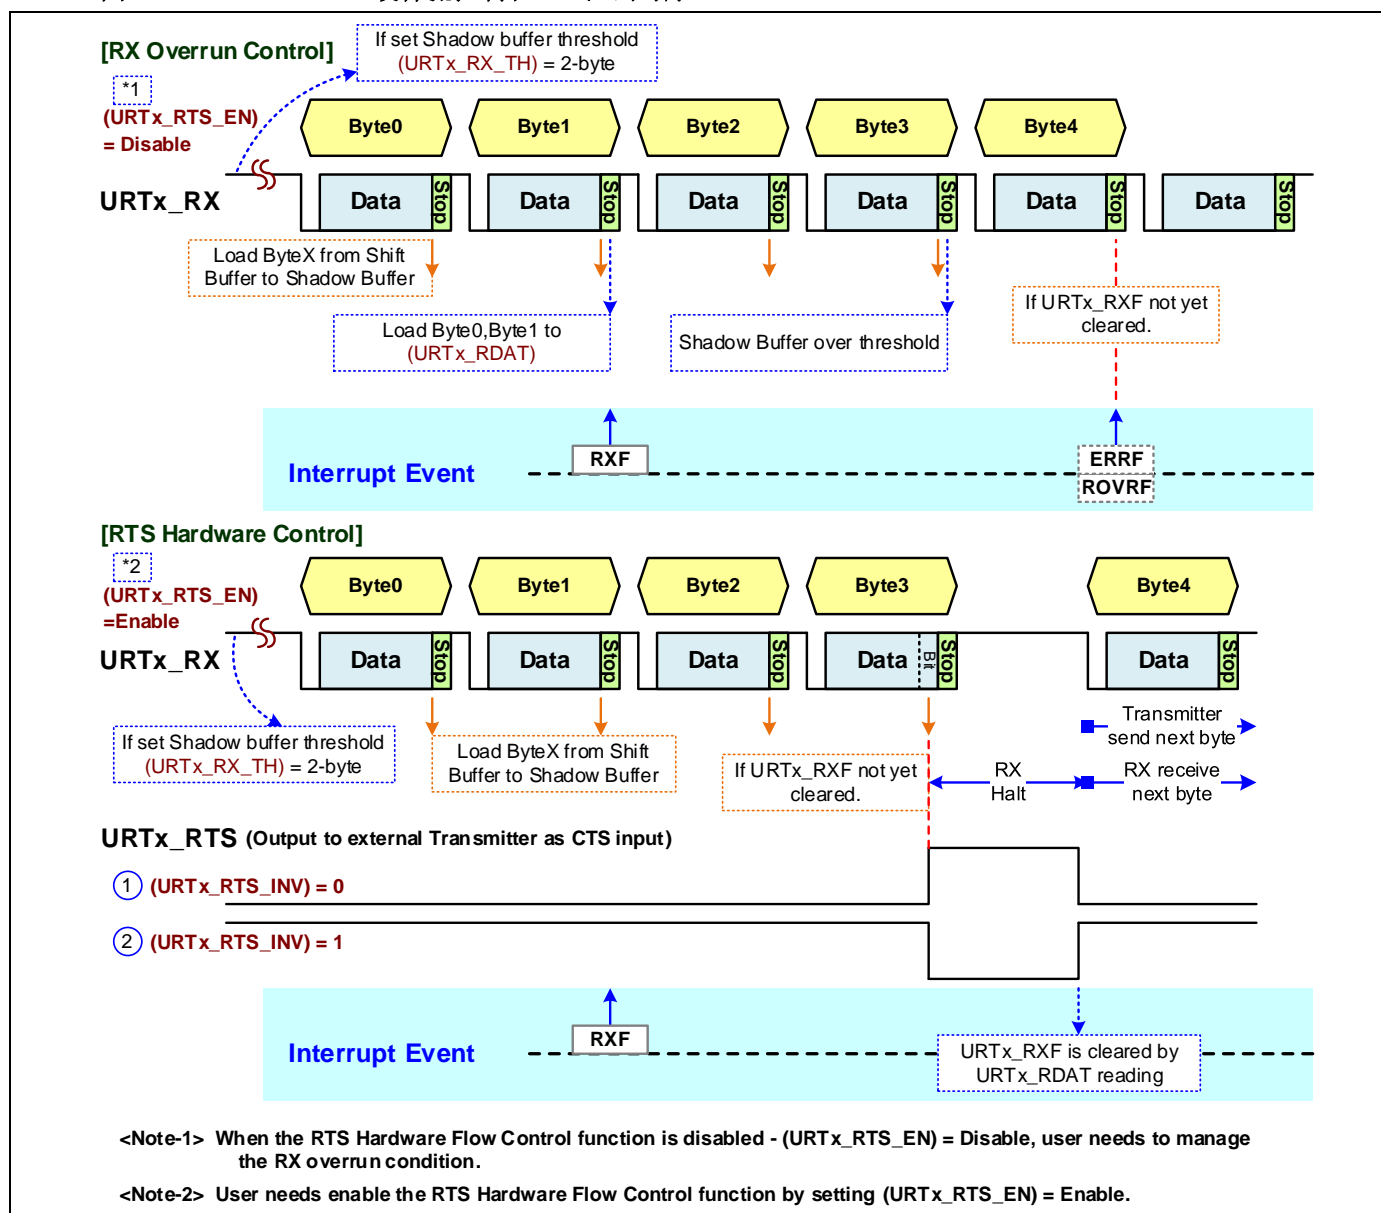 [RX Overrun Control]
If set Shadow buffer threshold
(URTx_RX_TH) = 2-byte
*1
(URTx_RTS_EN)
= Disable
Byte0
Byte1
Byte2
Byte3
Byte4
URTx_RX
Data
Stop
Data
Stop
Data
Stop
Data
Stop
Data
Stop
Data
Stop
Load ByteX from Shift
Buffer to Shadow Buffer
Load Byte0,Byte1 to
(URTx_RDAT)
Shadow Buffer over threshold
If URTx_RXF not yet
cleared.
Interrupt Event
RXF
ERRF
ROVRF
[RTS Hardware Control]
*2
(URTx_RTS_EN)
=Enable
Byte0
Byte1
Byte2
Byte3
Byte4
URTx_RX
Data
Stop
Data
Stop
Data
Stop
Data
Bit
Stop
Data
Stop
If set Shadow buffer threshold
(URTx_RX_TH) = 2-byte
Load ByteX from Shift
Buffer to Shadow Buffer
If URTx_RXF not yet
cleared.
RX
Halt
Transmitter
send next byte
RX receive
next byte
URTx_RTS (Output to external Transmitter as CTS input)
1 (URTx_RTS_INV) = 0
2 (URTx_RTS_INV) = 1
Interrupt Event
RXF
URTx_RXF is cleared by
URTx_RDAT reading
<Note-1> When the RTS Hardware Flow Control function is disabled - (URTx_RTS_EN) = Disable, user needs to manage
the RX overrun condition.
<Note-2> User needs enable the RTS Hardware Flow Control function by setting (URTx_RTS_EN) = Enable.